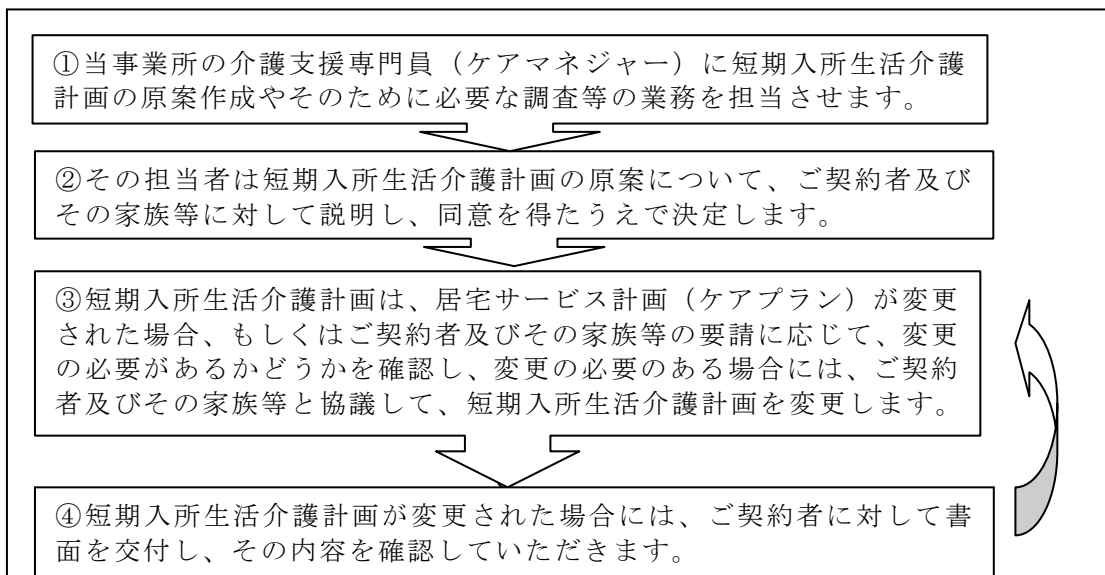 ①当事業所の介護支援専門員（ケアマネジャー）に短期入所生活介護
計画の原案作成やそのために必要な調査等の業務を担当させます。
②その担当者は短期入所生活介護計画の原案について、ご契約者及び
その家族等に対して説明し、同意を得たうえで決定します。
③短期入所生活介護計画は、居宅サービス計画（ケアプラン）が変更
された場合、もしくはご契約者及びその家族等の要請に応じて、変更
の必要があるかどうかを確認し、変更の必要のある場合には、ご契約
者及びその家族等と協議して、短期入所生活介護計画を変更します。
④短期入所生活介護計画が変更された場合には、ご契約者に対して書
面を交付し、その内容を確認していただきます。